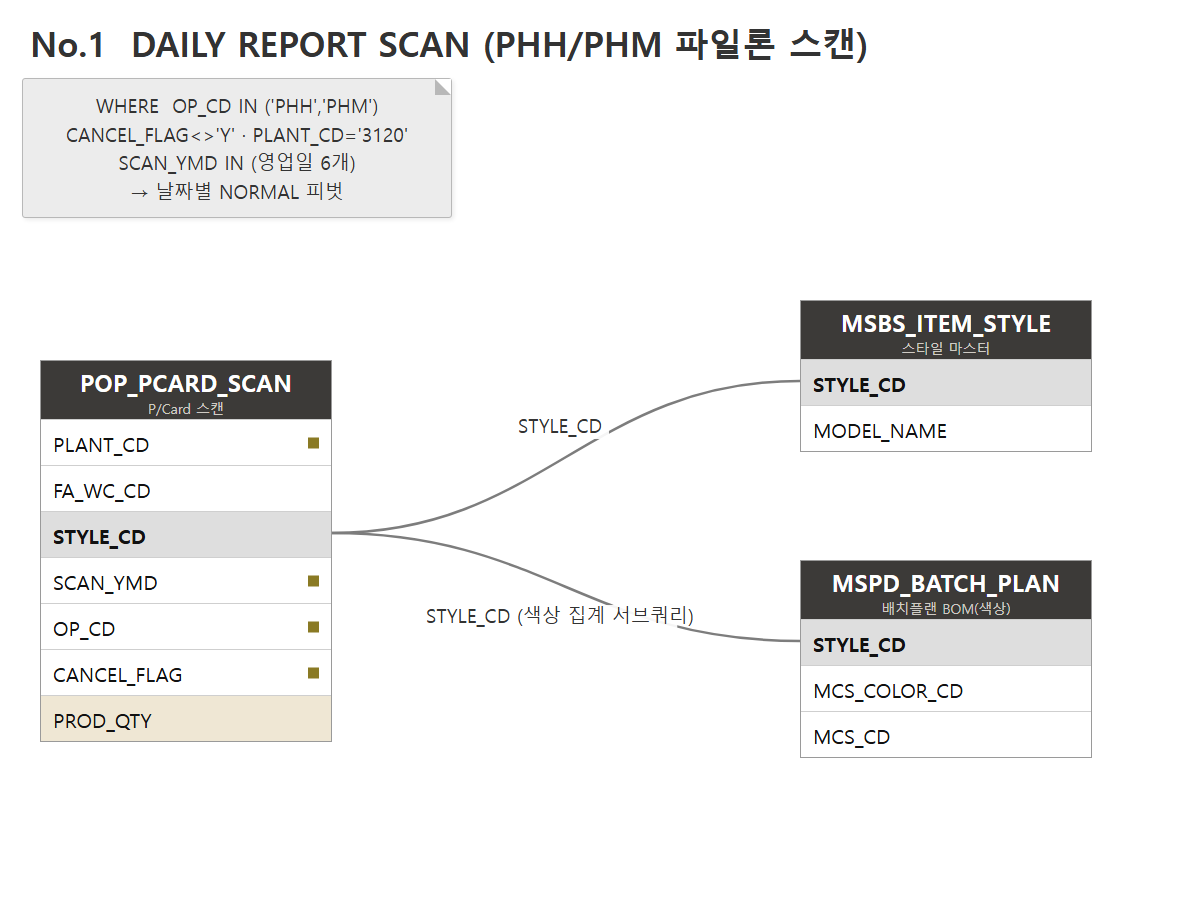 No.1 DAILY REPORT SCAN (PHH/PHM 파일론 스캔)
WHERE OP_CD IN ('PHH','PHM')
CANCEL_FLAG<>'Y' · PLANT_CD='3120'
SCAN_YMD IN (영업일 6개)
→ 날짜별 NORMAL 피벗
POP_PCARD_SCAN
P/Card 스캔
PLANT_CD
FA_WC_CD
STYLE_CD
SCAN_YMD
OP_CD
CANCEL_FLAG
PROD_QTY
STYLE_CD
STYLE_CD (색상 집계 서브쿼리)
MSBS_ITEM_STYLE
스타일 마스터
STYLE_CD
MODEL_NAME
MSPD_BATCH_PLAN
배치플랜 BOM(색상)
STYLE_CD
MCS_COLOR_CD
MCS_CD